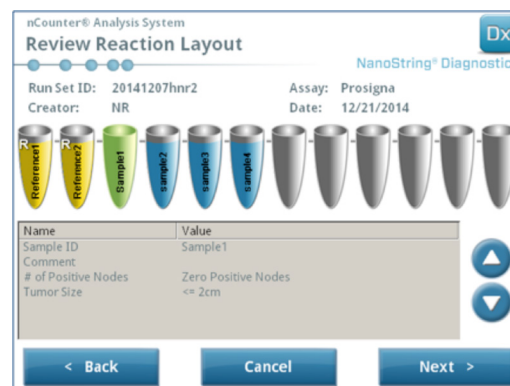 nCounter® Analysis System
Dx
Review Reaction Layout
NanoString® Diagnostic
Run Set ID: 20141207hnr2 Assay: Prosigna
Creator: NR Date: 12/21/2014
R R
Reference1 Reference2 Sample1 sample2 sample3 sample4
Name Value
Sample ID Sample1
Comment
# of Positive Nodes Zero Positive Nodes
Tumor Size <= 2cm
< Back Cancel Next >